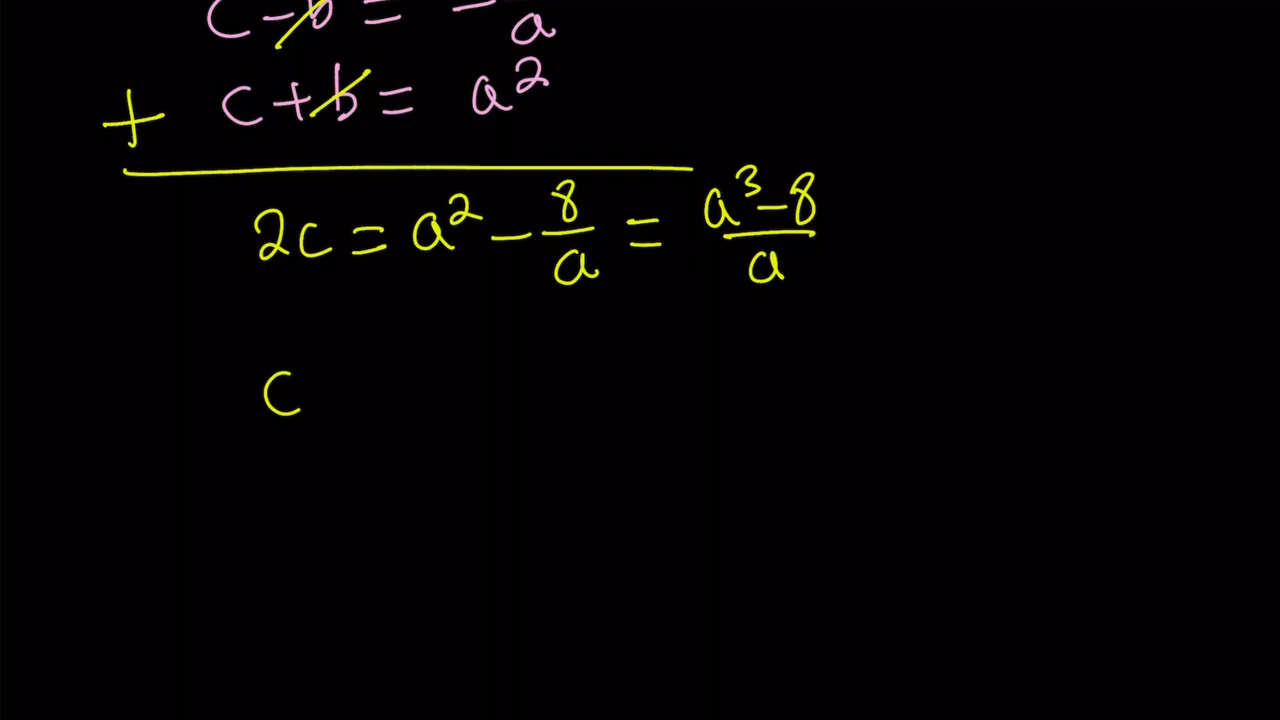 c - b = - /a
+ c + b = a²
2c = a² - 8/a = (a³ - 8)/a
c